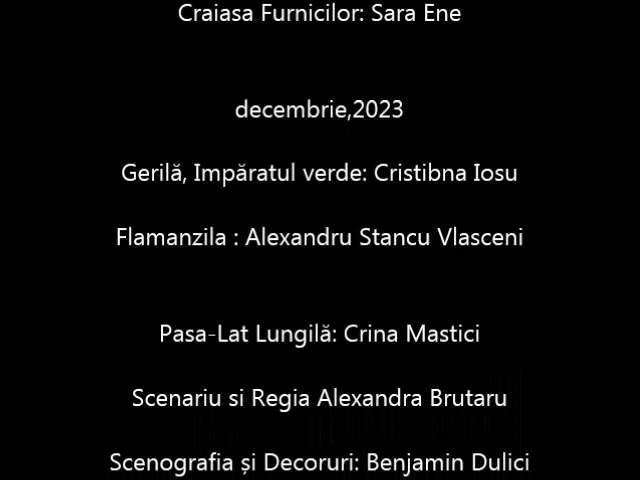 Craiasa Furnicilor: Sara Ene
decembrie,2023
Gerilă, Impăratul verde: Cristibna Iosu
Flamanzila : Alexandru Stancu Vlasceni
Pasa-Lat Lungilă: Crina Mastici
Scenariu si Regia Alexandra Brutaru
Scenografia și Decoruri: Benjamin Dulici